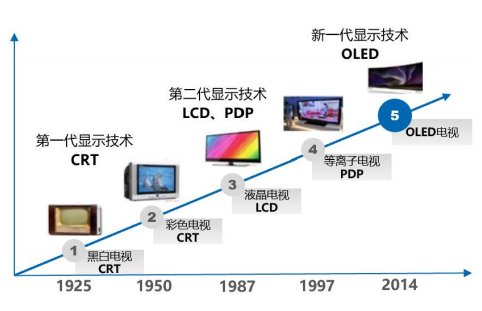 新一代显示技术
OLED
第二代显示技术
LCD、PDP
第一代显示技术
CRT
5
OLED电视
4
等离子电视
PDP
3
液晶电视
LCD
2
彩色电视
CRT
1
黑白电视
CRT
1925
1950
1987
1997
2014